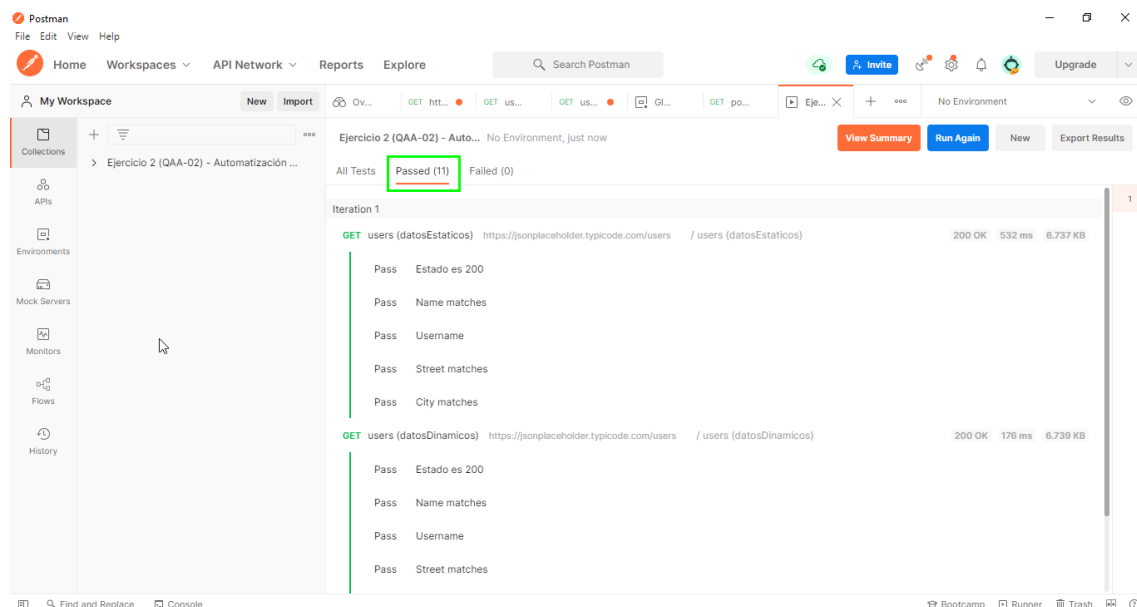 Postman
File Edit View Help
Home Workspaces API Network Reports Explore Search Postman Invite Upgrade
My Workspace New Import Ov... GET htt... GET us... GET us... Gl... GET po... Eje... No Environment
Collections
APIs
Environments
Mock Servers
Monitors
Flows
History
Ejercicio 2 (QAA-02) - Automatización ...
Ejercicio 2 (QAA-02) - Auto... No Environment, just now View Summary Run Again New Export Results
All Tests Passed (11) Failed (0)
1
Iteration 1
GET users (datosEstaticos) https://jsonplaceholder.typicode.com/users / users (datosEstaticos) 200 OK 532 ms 6.737 KB
Pass Estado es 200
Pass Name matches
Pass Username
Pass Street matches
Pass City matches
GET users (datosDinamicos) https://jsonplaceholder.typicode.com/users / users (datosDinamicos) 200 OK 176 ms 6.739 KB
Pass Estado es 200
Pass Name matches
Pass Username
Pass Street matches
Find and Replace Console Bootcamp Runner Trash